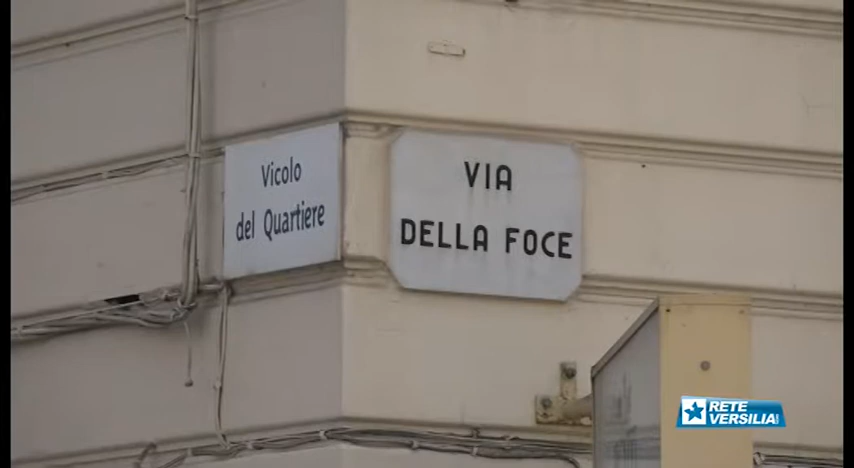 Vicolo
del Quartiere
VIA
DELLA FOCE
RETE
VERSILIA